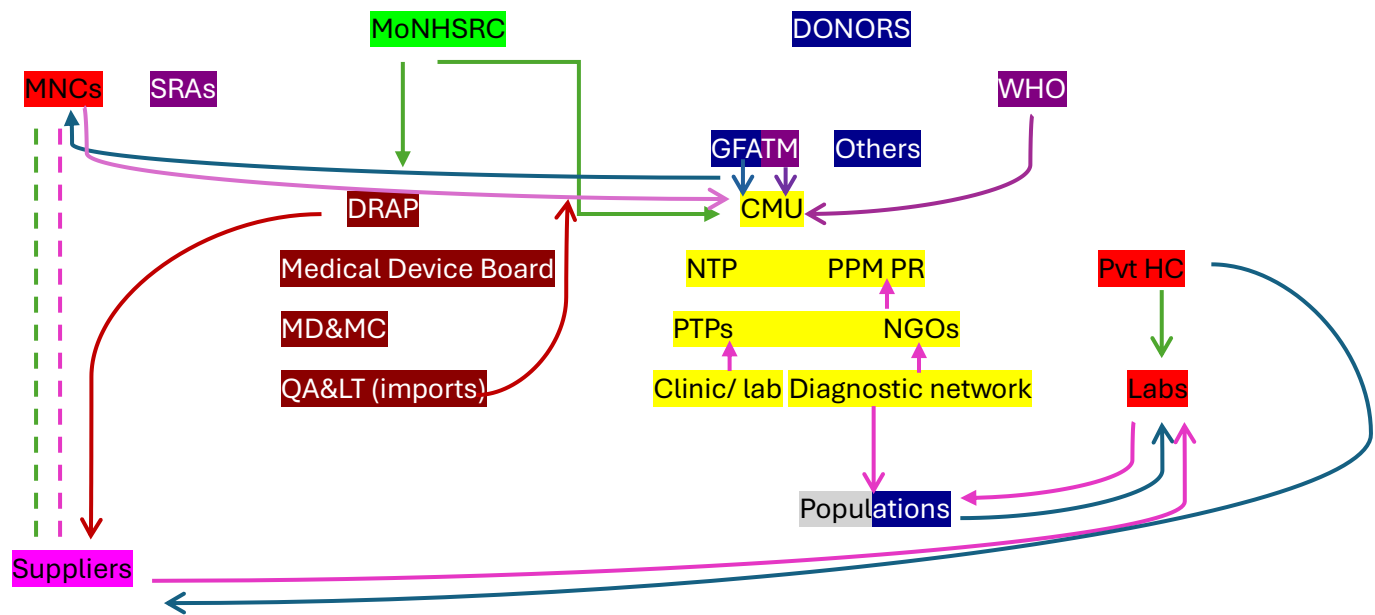 MoNHSRC
DONORS
MNCs
SRAs
WHO
GFATM
Others
DRAP
CMU
Medical Device Board
NTP
PPM PR
Pvt HC
MD&MC
PTPs
NGOs
QA&LT (imports)
Clinic/ lab
Diagnostic network
Labs
Populations
Suppliers